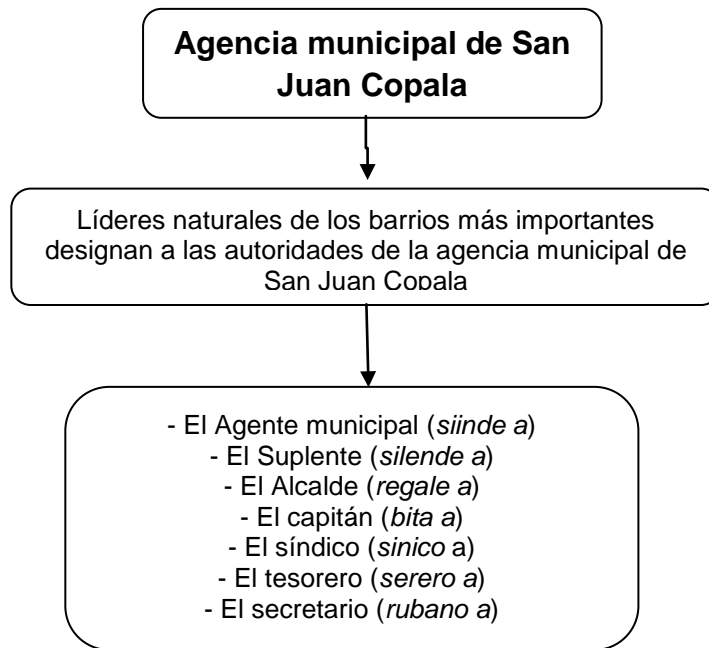 Agencia municipal de San
Juan Copala
Líderes naturales de los barrios más importantes
designan a las autoridades de la agencia municipal de
San Juan Copala
- El Agente municipal (siinde a)
- El Suplente (silende a)
- El Alcalde (regale a)
- El capitán (bita a)
- El síndico (sinico a)
- El tesorero (serero a)
- El secretario (rubano a)